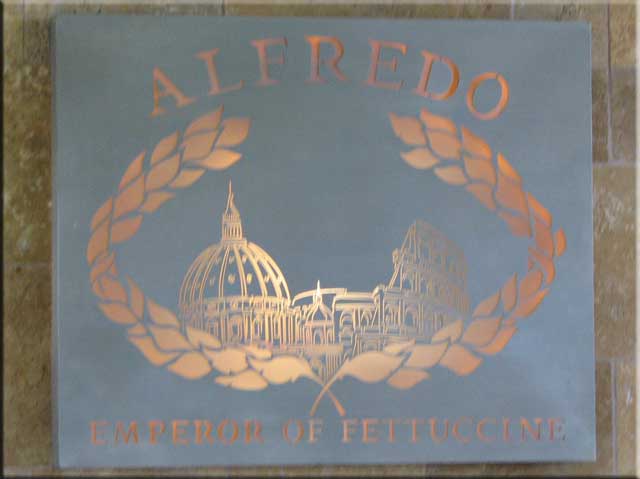 ALFREDO
EMPEROR OF FETTUCCINE